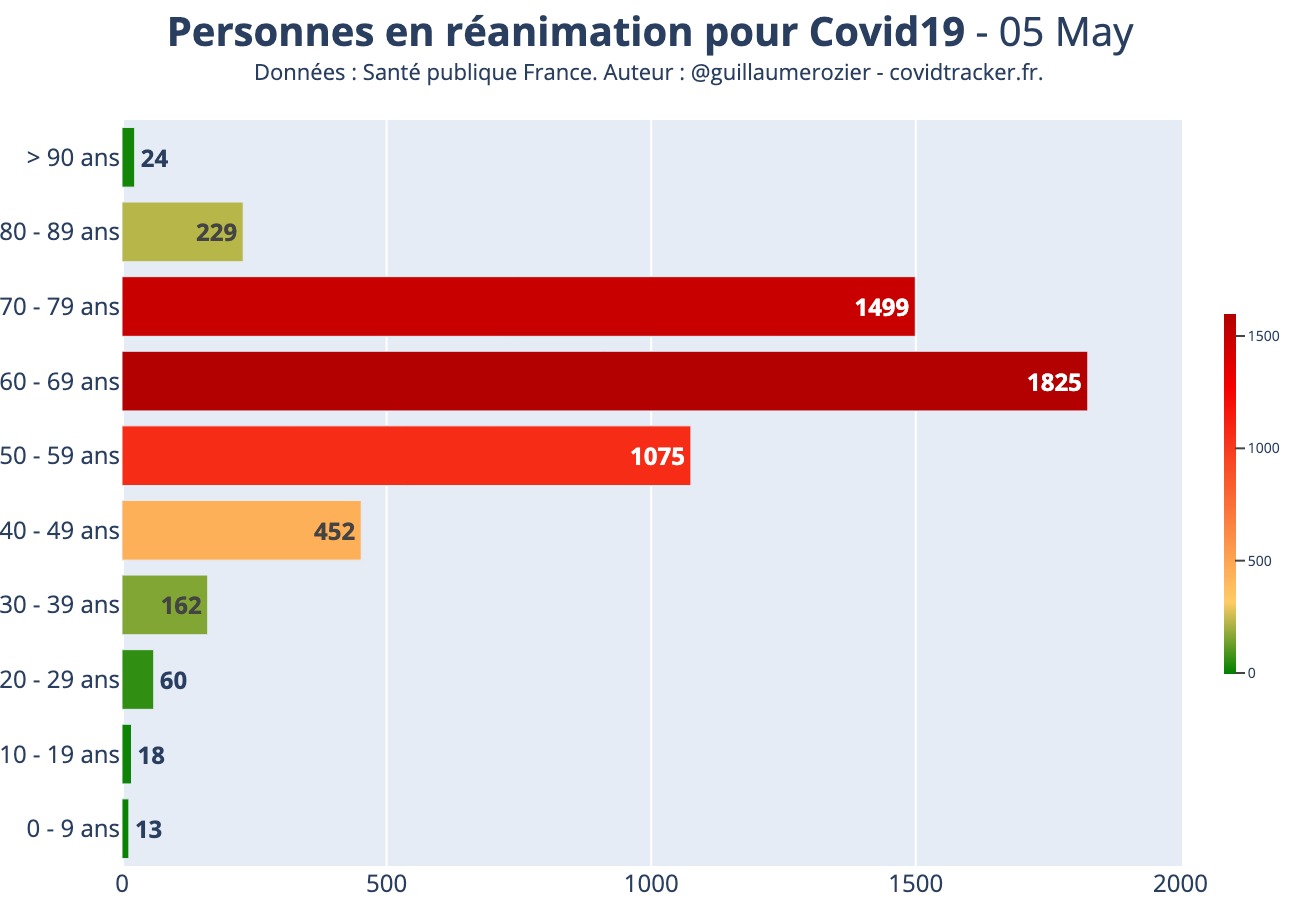 Personnes en réanimation pour Covid19 - 05 May
Données : Santé publique France. Auteur : @guillaumerozier - covidtracker.fr.
> 90 ans 24
80 - 89 ans 229
70 - 79 ans 1499
60 - 69 ans 1825
50 - 59 ans 1075
40 - 49 ans 452
30 - 39 ans 162
20 - 29 ans 60
10 - 19 ans 18
0 - 9 ans 13
0 500 1000 1500 2000
1500
1000
500
0